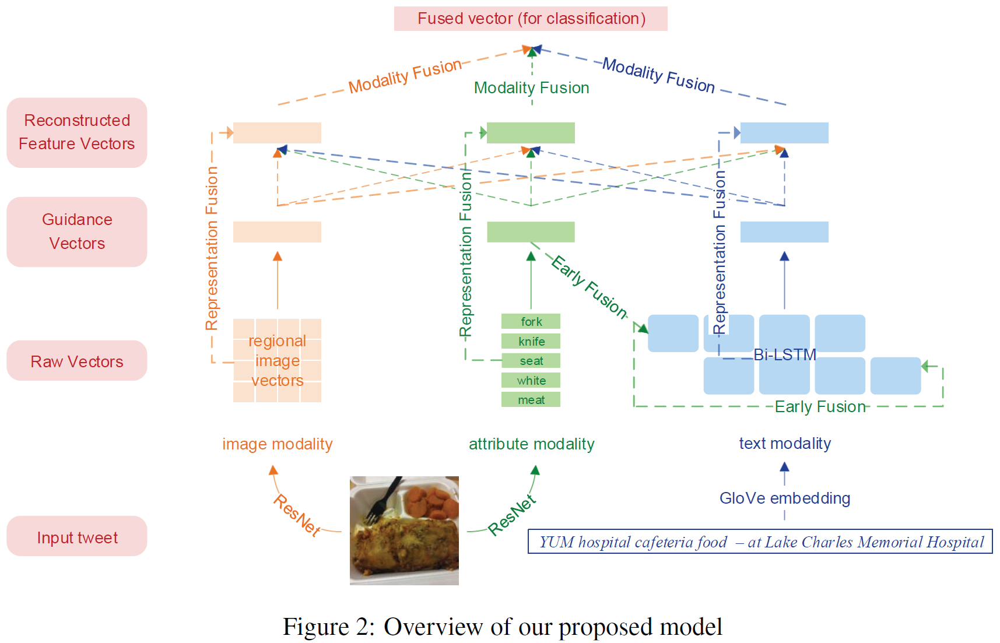 Fused vector (for classification)
Modality Fusion
Modality Fusion
Modality Fusion
Reconstructed
Feature Vectors
Representation Fusion
Representation Fusion
Representation Fusion
Guidance
Vectors
Early Fusion
Raw Vectors
regional
image
vectors
fork
knife
seat
white
meat
Bi-LSTM
Early Fusion
image modality
attribute modality
text modality
ResNet
ResNet
GloVe embedding
Input tweet
YUM hospital cafeteria food – at Lake Charles Memorial Hospital
Figure 2: Overview of our proposed model